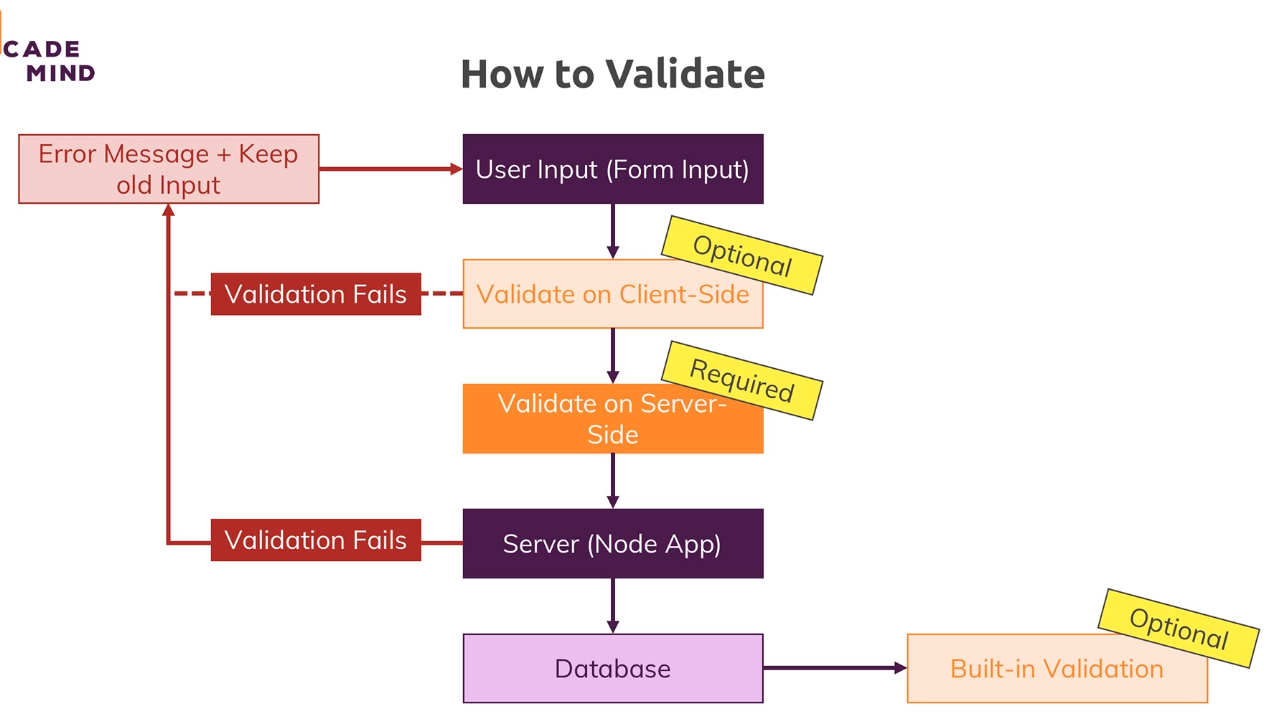 CADE
MIND
How to Validate
Error Message + Keep
old Input
User Input (Form Input)
Optional
Validation Fails
Validate on Client-Side
Required
Validate on Server-
Side
Validation Fails
Server (Node App)
Optional
Database
Built-in Validation